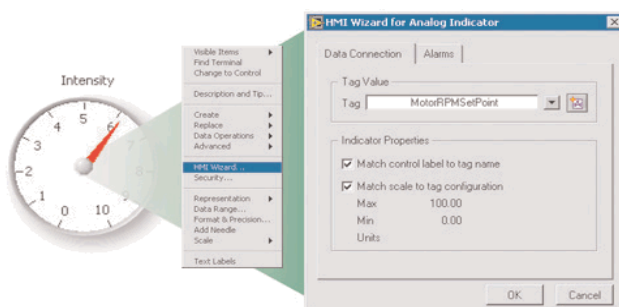 Intensity
0
1
2
3
4
5
6
7
8
9
10
Visible Items
Find Terminal
Change to Control
Description and Tip...
Create
Replace
Data Operations
Advanced
HMI Wizard...
Security...
Representation
Data Range...
Format & Precision...
Add Needle
Scale
Text Labels
HMI Wizard for Analog Indicator
Data Connection
Alarms
Tag Value
Tag MotorRPMSetPoint
Indicator Properties
Match control label to tag name
Match scale to tag configuration
Max 100.00
Min 0.00
Units
OK Cancel